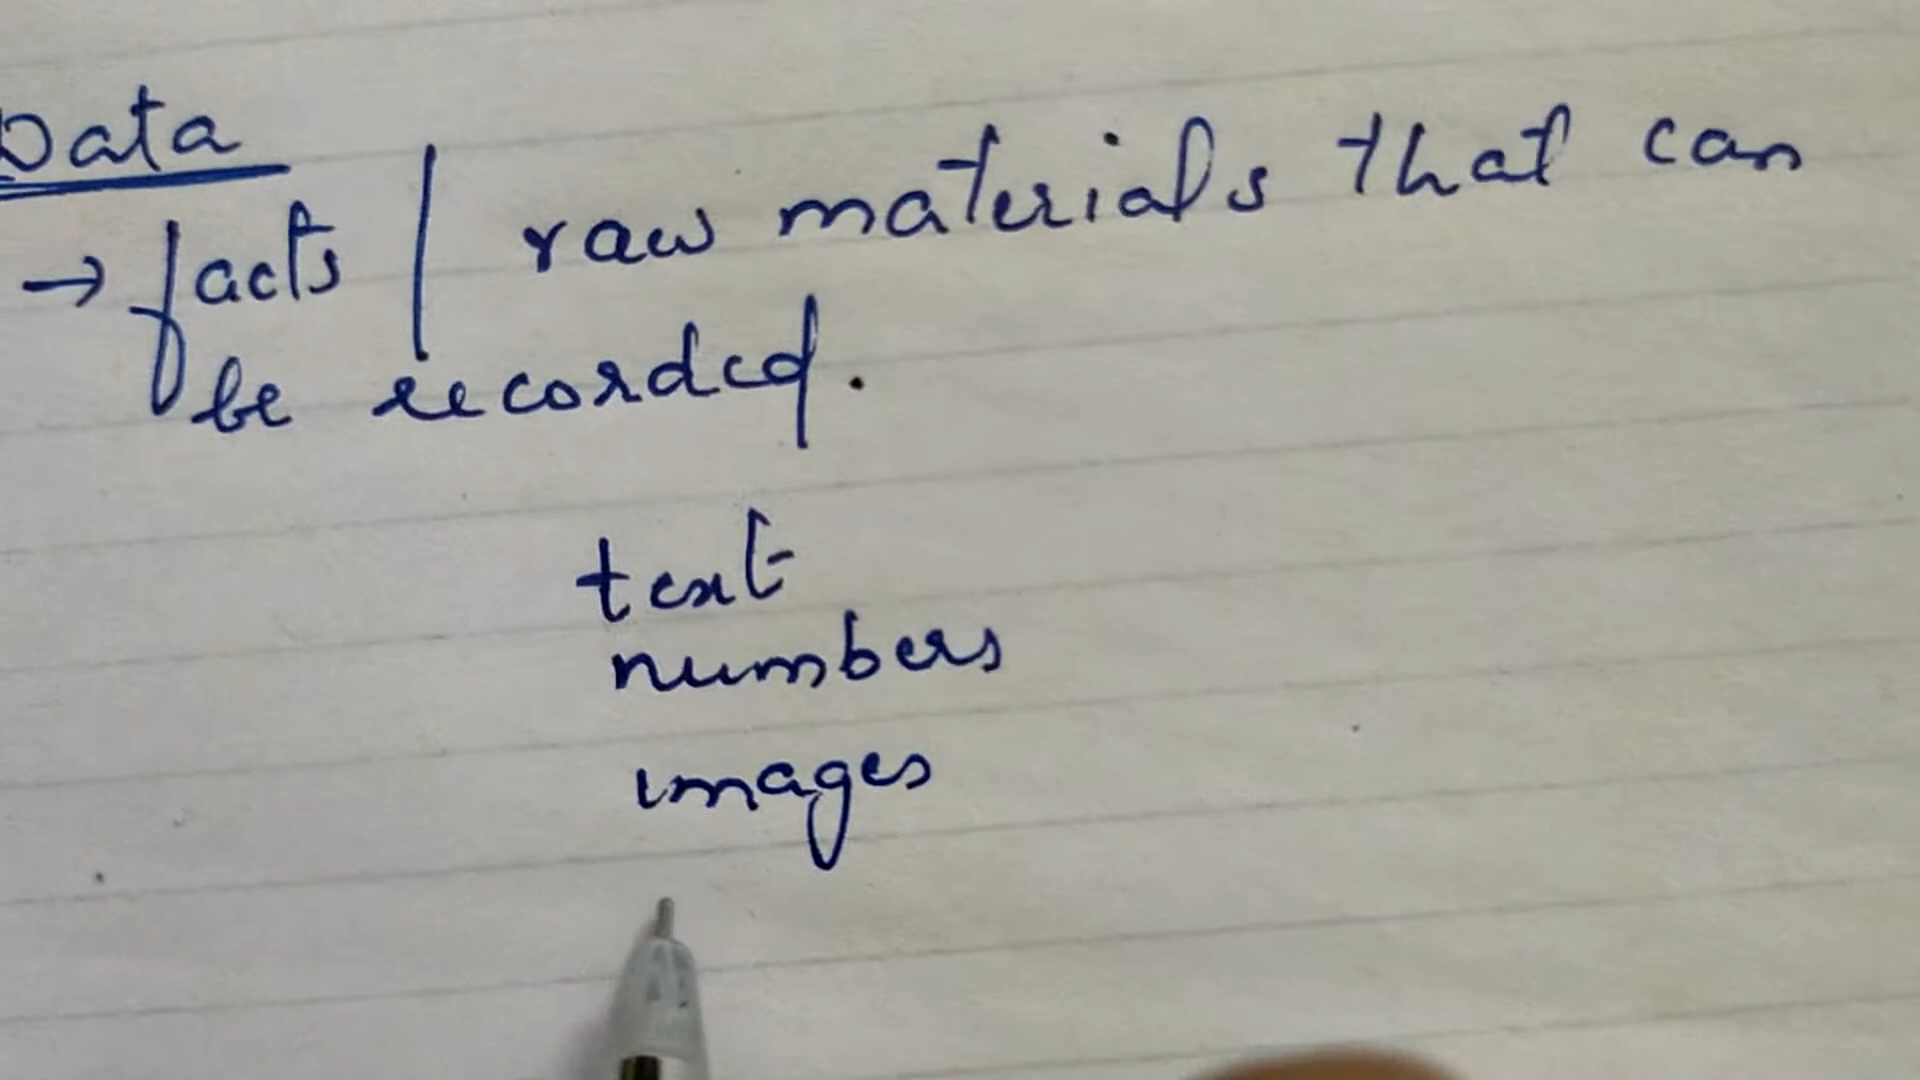 Data
→ facts / raw materials that can
be recorded.
text
numbers
images